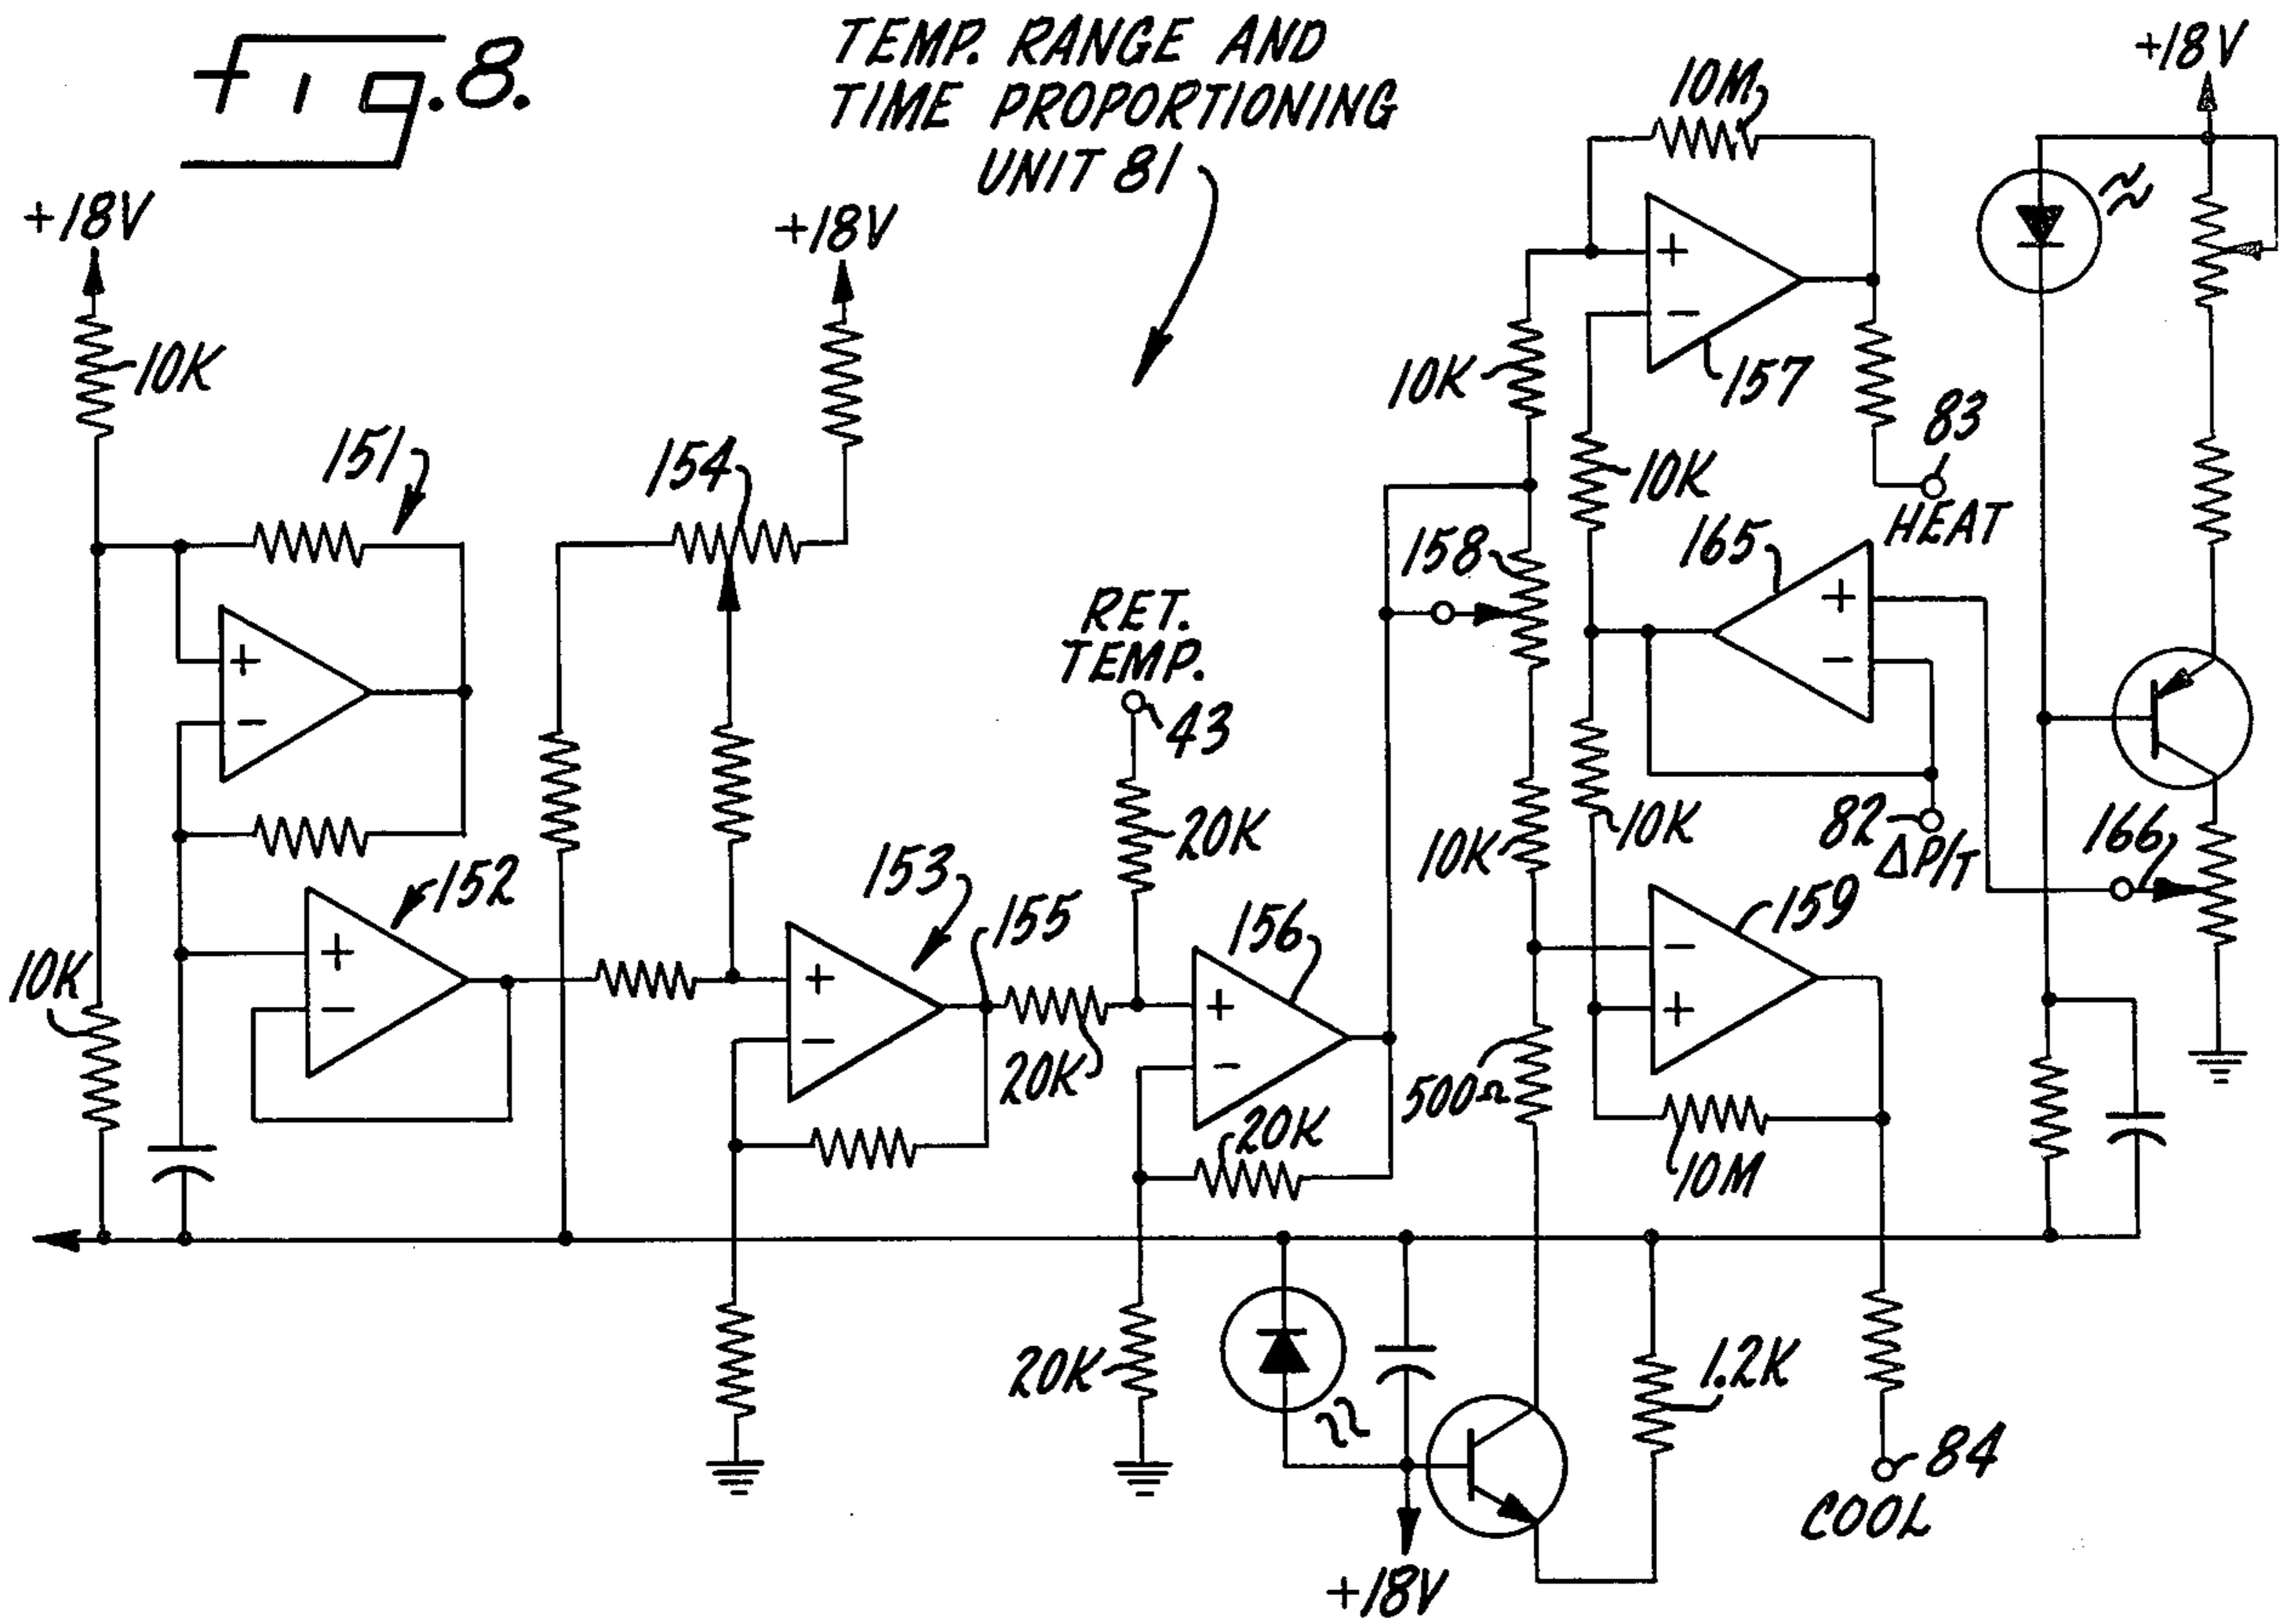 Fig. 8.
TEMP. RANGE AND
TIME PROPORTIONING
UNIT 81
+18V
+18V
+18V
10M
10K
151
154
10K
157
83
HEAT
10K
158
165
RET.
TEMP.
43
20K
10K
10K
82
ΔP/T
166
152
153
155
156
159
10K
20K
500Ω
20K
10M
20K
1.2K
84
COOL
+18V
+
-
+
-
+
-
+
-
+
-
+
-
-
+